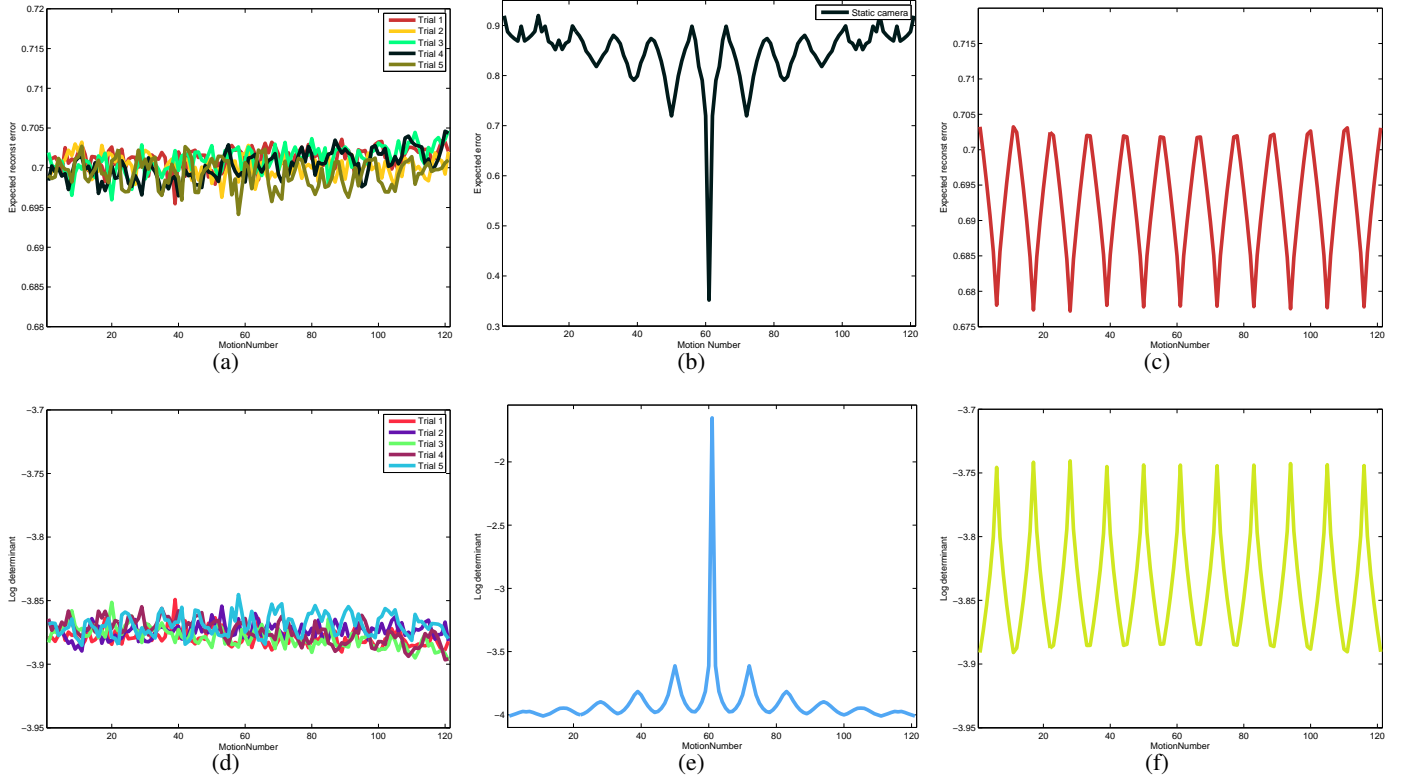 0.72
0.715
0.71
0.705
0.7
0.695
0.69
0.685
0.68
Expected reconst error
Trial 1
Trial 2
Trial 3
Trial 4
Trial 5
20 40 60 80 100 120
MotionNumber
(a)
0.9
0.8
0.7
0.6
0.5
0.4
0.3
Expected error
Static camera
20 40 60 80 100 120
Motion Number
(b)
0.715
0.71
0.705
0.7
0.695
0.69
0.685
0.68
0.675
Expected reconst error
20 40 60 80 100 120
MotionNumber
(c)
−3.7
−3.75
−3.8
−3.85
−3.9
−3.95
Log determinant
Trial 1
Trial 2
Trial 3
Trial 4
Trial 5
20 40 60 80 100 120
MotionNumber
(d)
−2
−2.5
−3
−3.5
−4
Log determinant
20 40 60 80 100 120
MotionNumber
(e)
−3.7
−3.75
−3.8
−3.85
−3.9
−3.95
Log determinant
20 40 60 80 100 120
MotionNumber
(f)